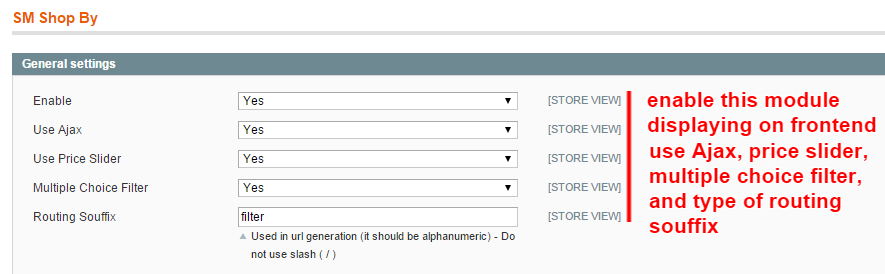 SM Shop By
General settings
Enable Yes [STORE VIEW]
Use Ajax Yes [STORE VIEW]
Use Price Slider Yes [STORE VIEW]
Multiple Choice Filter Yes [STORE VIEW]
Routing Souffix filter [STORE VIEW]
Used in url generation (it should be alphanumeric) - Do
not use slash ( / )
enable this module
displaying on frontend
use Ajax, price slider,
multiple choice filter,
and type of routing
souffix